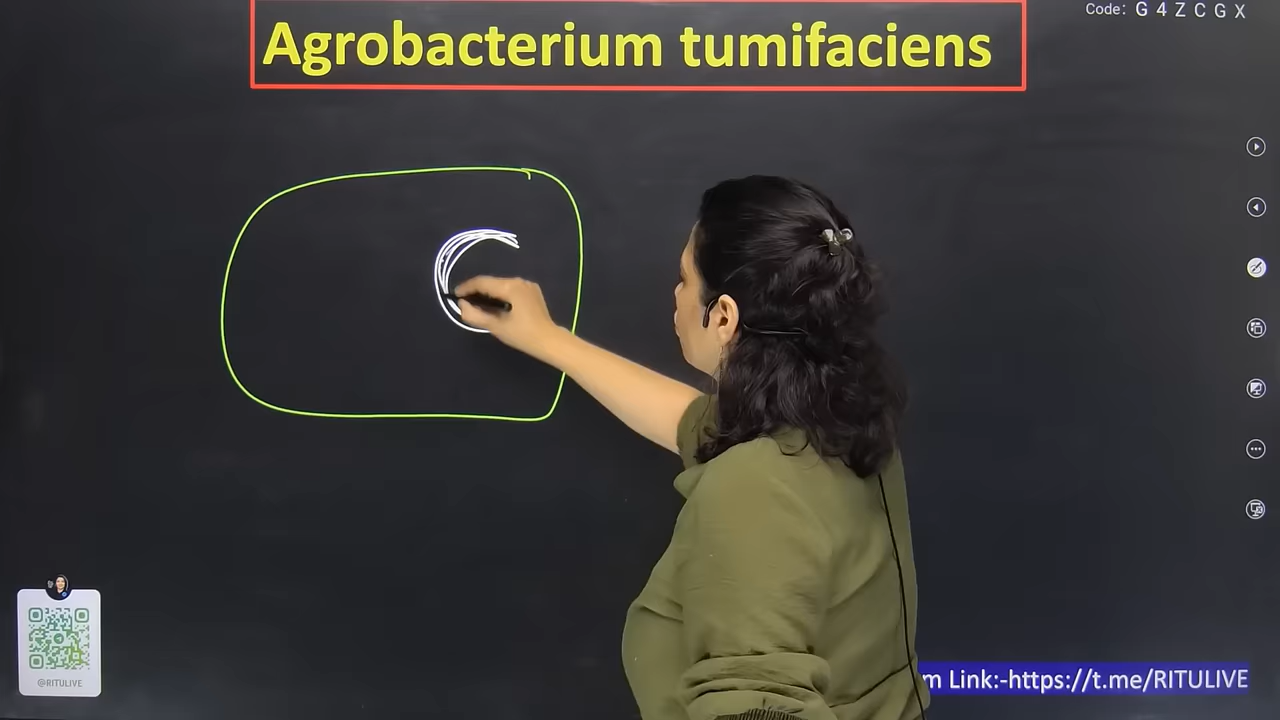 Code: G 4 Z C G X
Agrobacterium tumifaciens
@RITULIVE
m Link:-https://t.me/RITULIVE